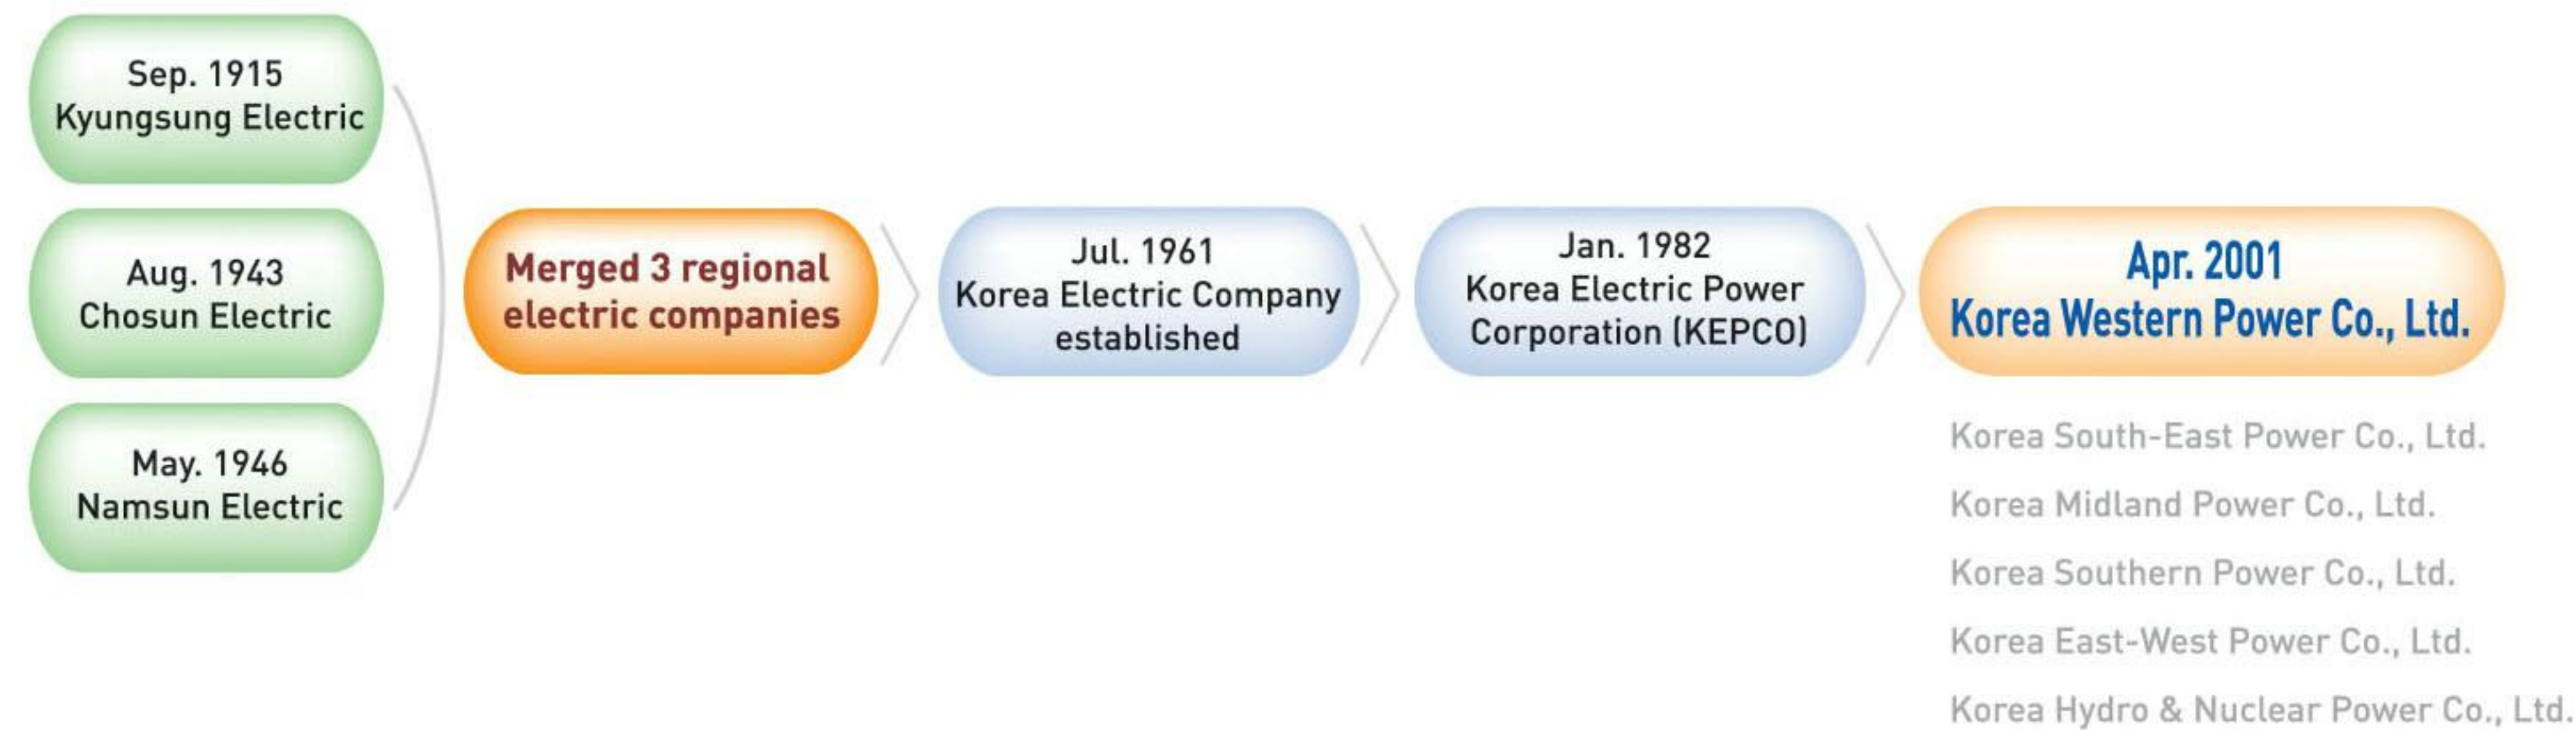 Sep. 1915
Kyungsung Electric
Aug. 1943
Chosun Electric
May. 1946
Namsun Electric
Merged 3 regional
electric companies
Jul. 1961
Korea Electric Company
established
Jan. 1982
Korea Electric Power
Corporation (KEPCO)
Apr. 2001
Korea Western Power Co., Ltd.
Korea South-East Power Co., Ltd.
Korea Midland Power Co., Ltd.
Korea Southern Power Co., Ltd.
Korea East-West Power Co., Ltd.
Korea Hydro & Nuclear Power Co., Ltd.